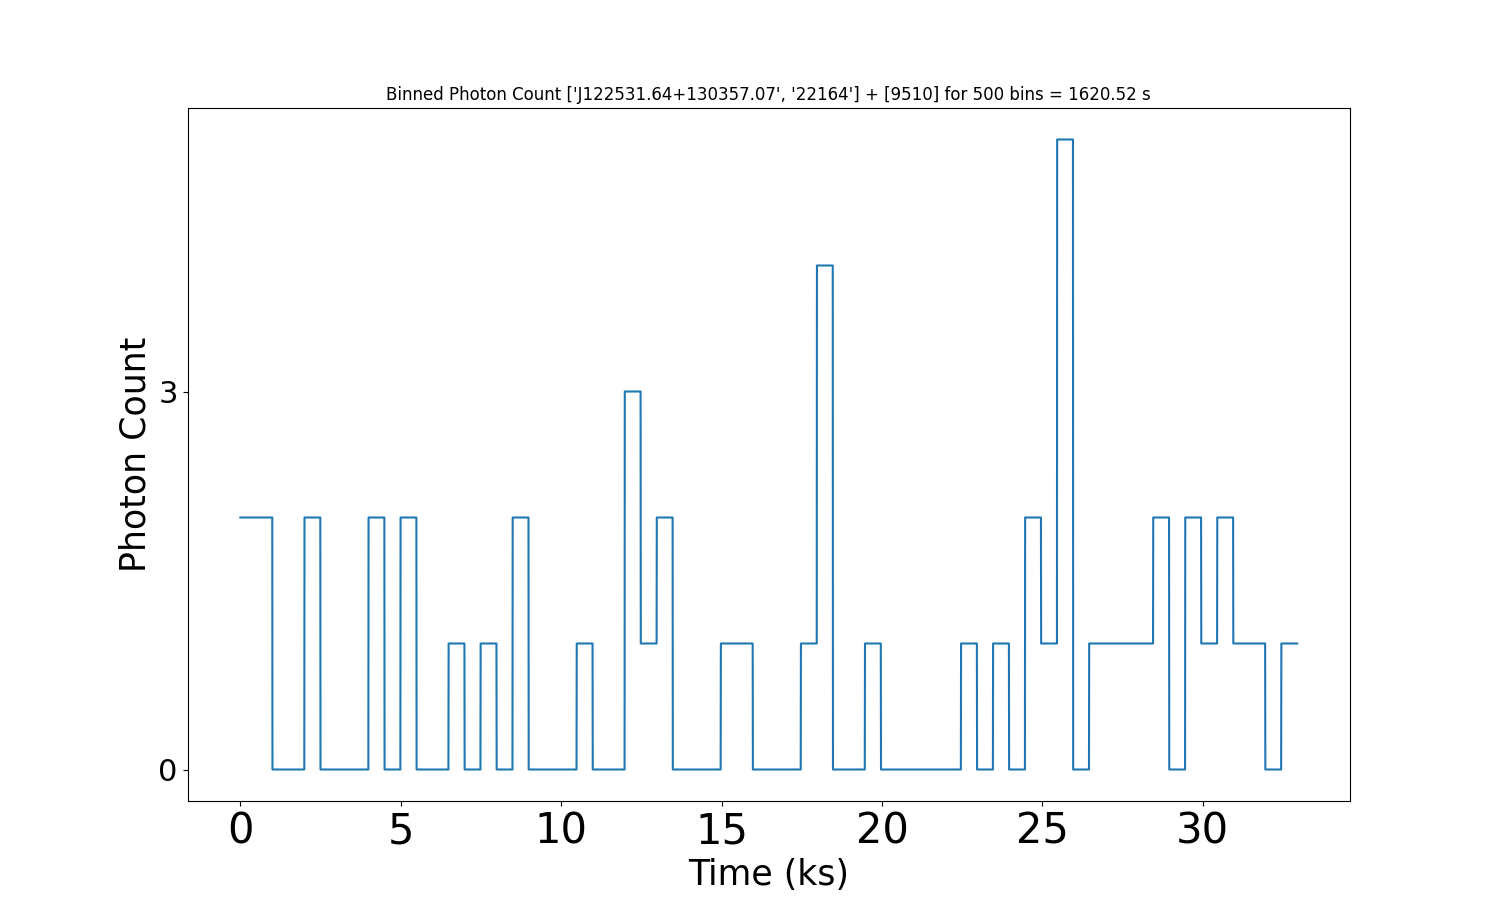 Binned Photon Count ['J122531.64+130357.07', '22164'] + [9510] for 500 bins = 1620.52 s
Photon Count
3
0
0 5 10 15 20 25 30
Time (ks)